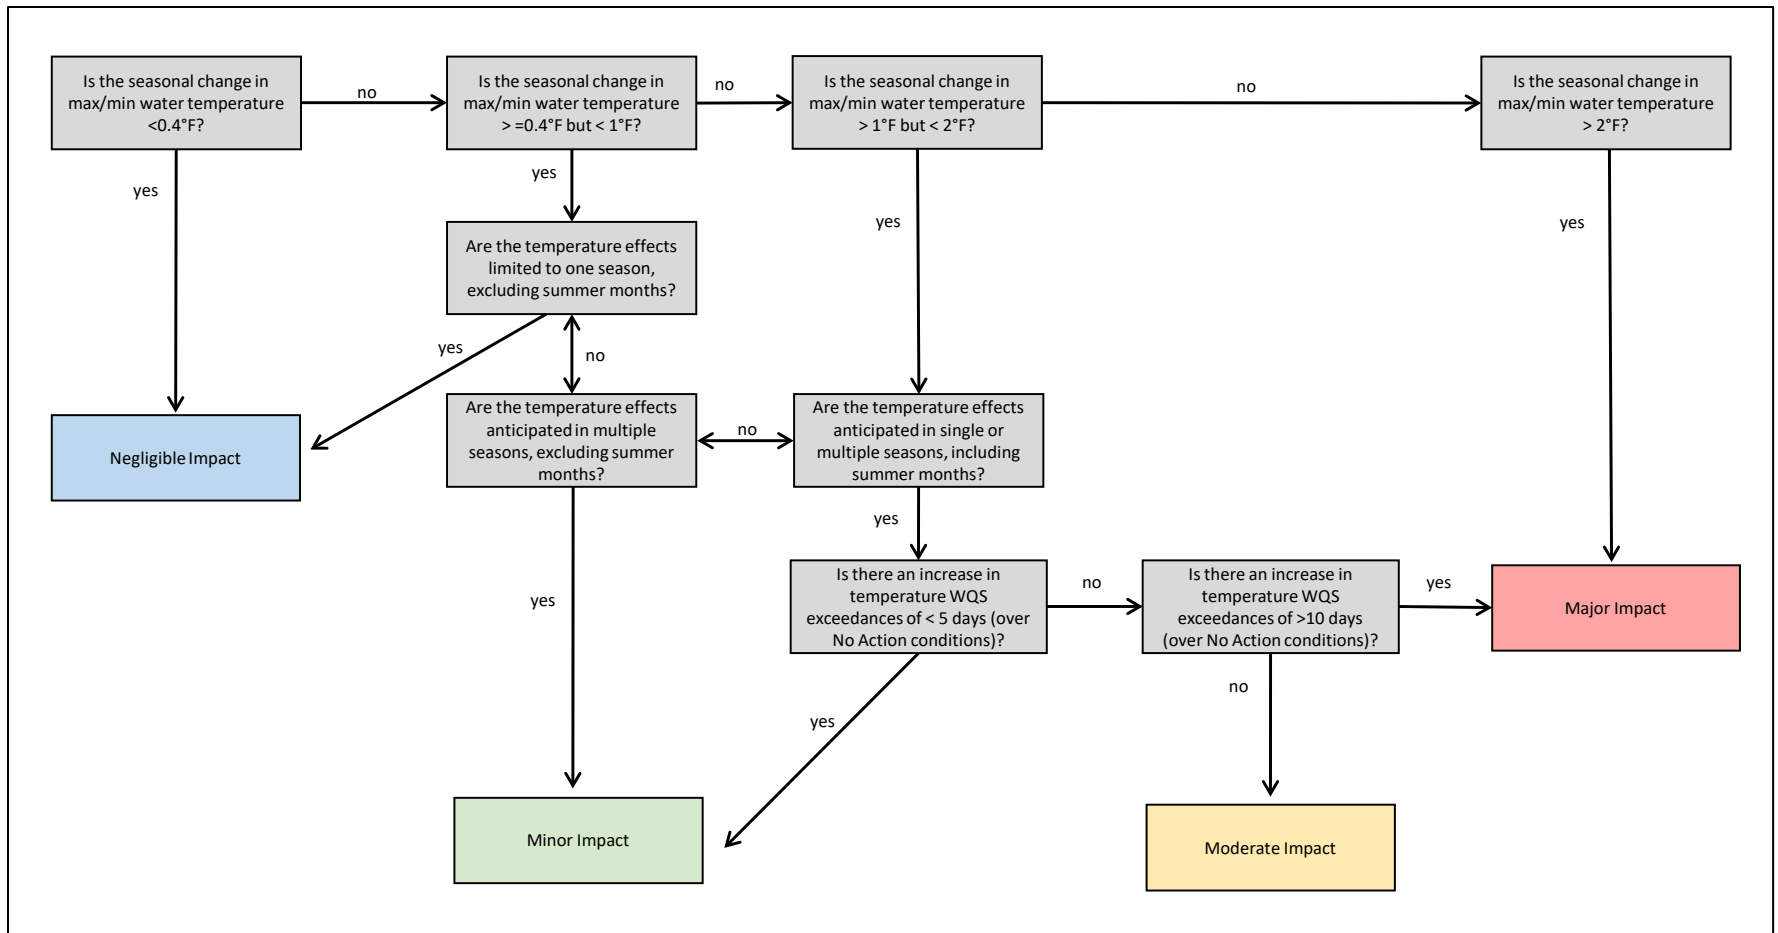 Is the seasonal change in
max/min water temperature
<0.4°F?
no
Is the seasonal change in
max/min water temperature
> =0.4°F but < 1°F?
no
Is the seasonal change in
max/min water temperature
> 1°F but < 2°F?
no
Is the seasonal change in
max/min water temperature
> 2°F?
yes
yes
yes
yes
Are the temperature effects
limited to one season,
excluding summer months?
yes
no
Negligible Impact
Are the temperature effects
anticipated in multiple
seasons, excluding summer
months?
no
Are the temperature effects
anticipated in single or
multiple seasons, including
summer months?
yes
yes
Is there an increase in
temperature WQS
exceedances of < 5 days (over
No Action conditions)?
no
Is there an increase in
temperature WQS
exceedances of >10 days
(over No Action conditions)?
yes
Major Impact
yes
no
Minor Impact
Moderate Impact